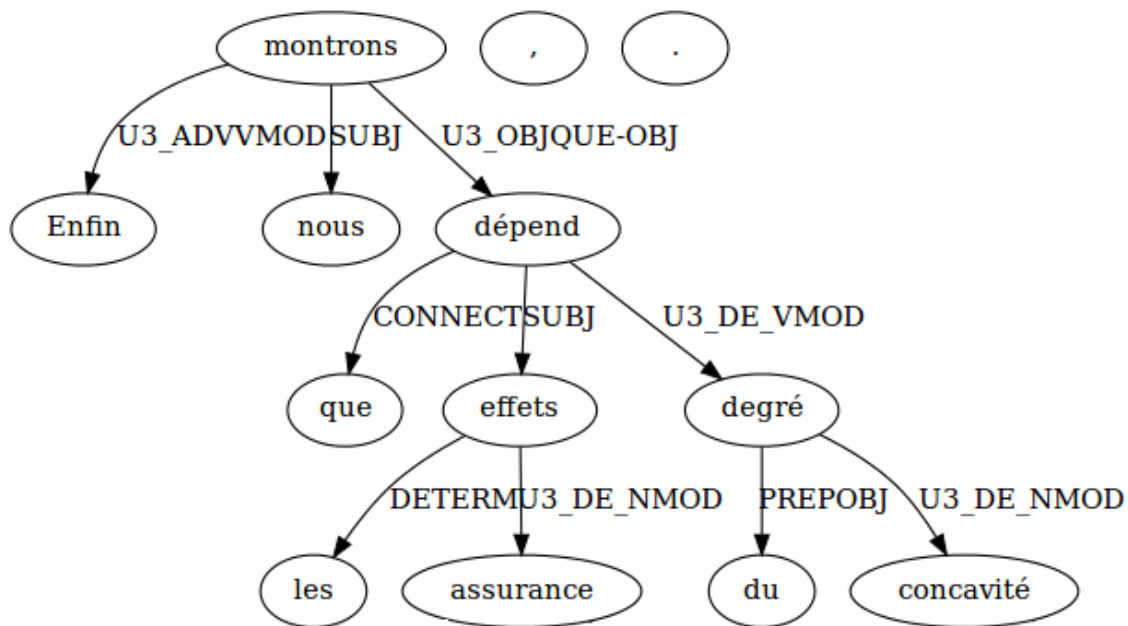 montrons , .
U3_ADVVMOD SUBJ U3_OBJQUE-OBJ
Enfin nous dépend
CONNECT SUBJ U3_DE_VMOD
que effets degré
DETERM U3_DE_NMOD PREPOBJ U3_DE_NMOD
les assurance du concavité